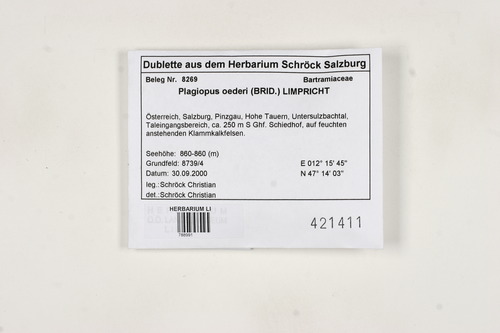 Dublette aus dem Herbarium Schröck Salzburg
Beleg Nr. 8269 Bartramiaceae
Plagiopus oederi (BRID.) LIMPRICHT
Österreich, Salzburg, Pinzgau, Hohe Tauern, Untersulzbachtal,
Taleingangsbereich, ca. 250 m S Ghf. Schiedhof, auf feuchten
anstehenden Klammkalkfelsen.
Seehöhe: 860-860 (m)
Grundfeld: 8739/4 E 012° 15' 45"
Datum: 30.09.2000 N 47° 14' 03"
leg.:Schröck Christian
det.:Schröck Christian
HERBARIUM LI
421411